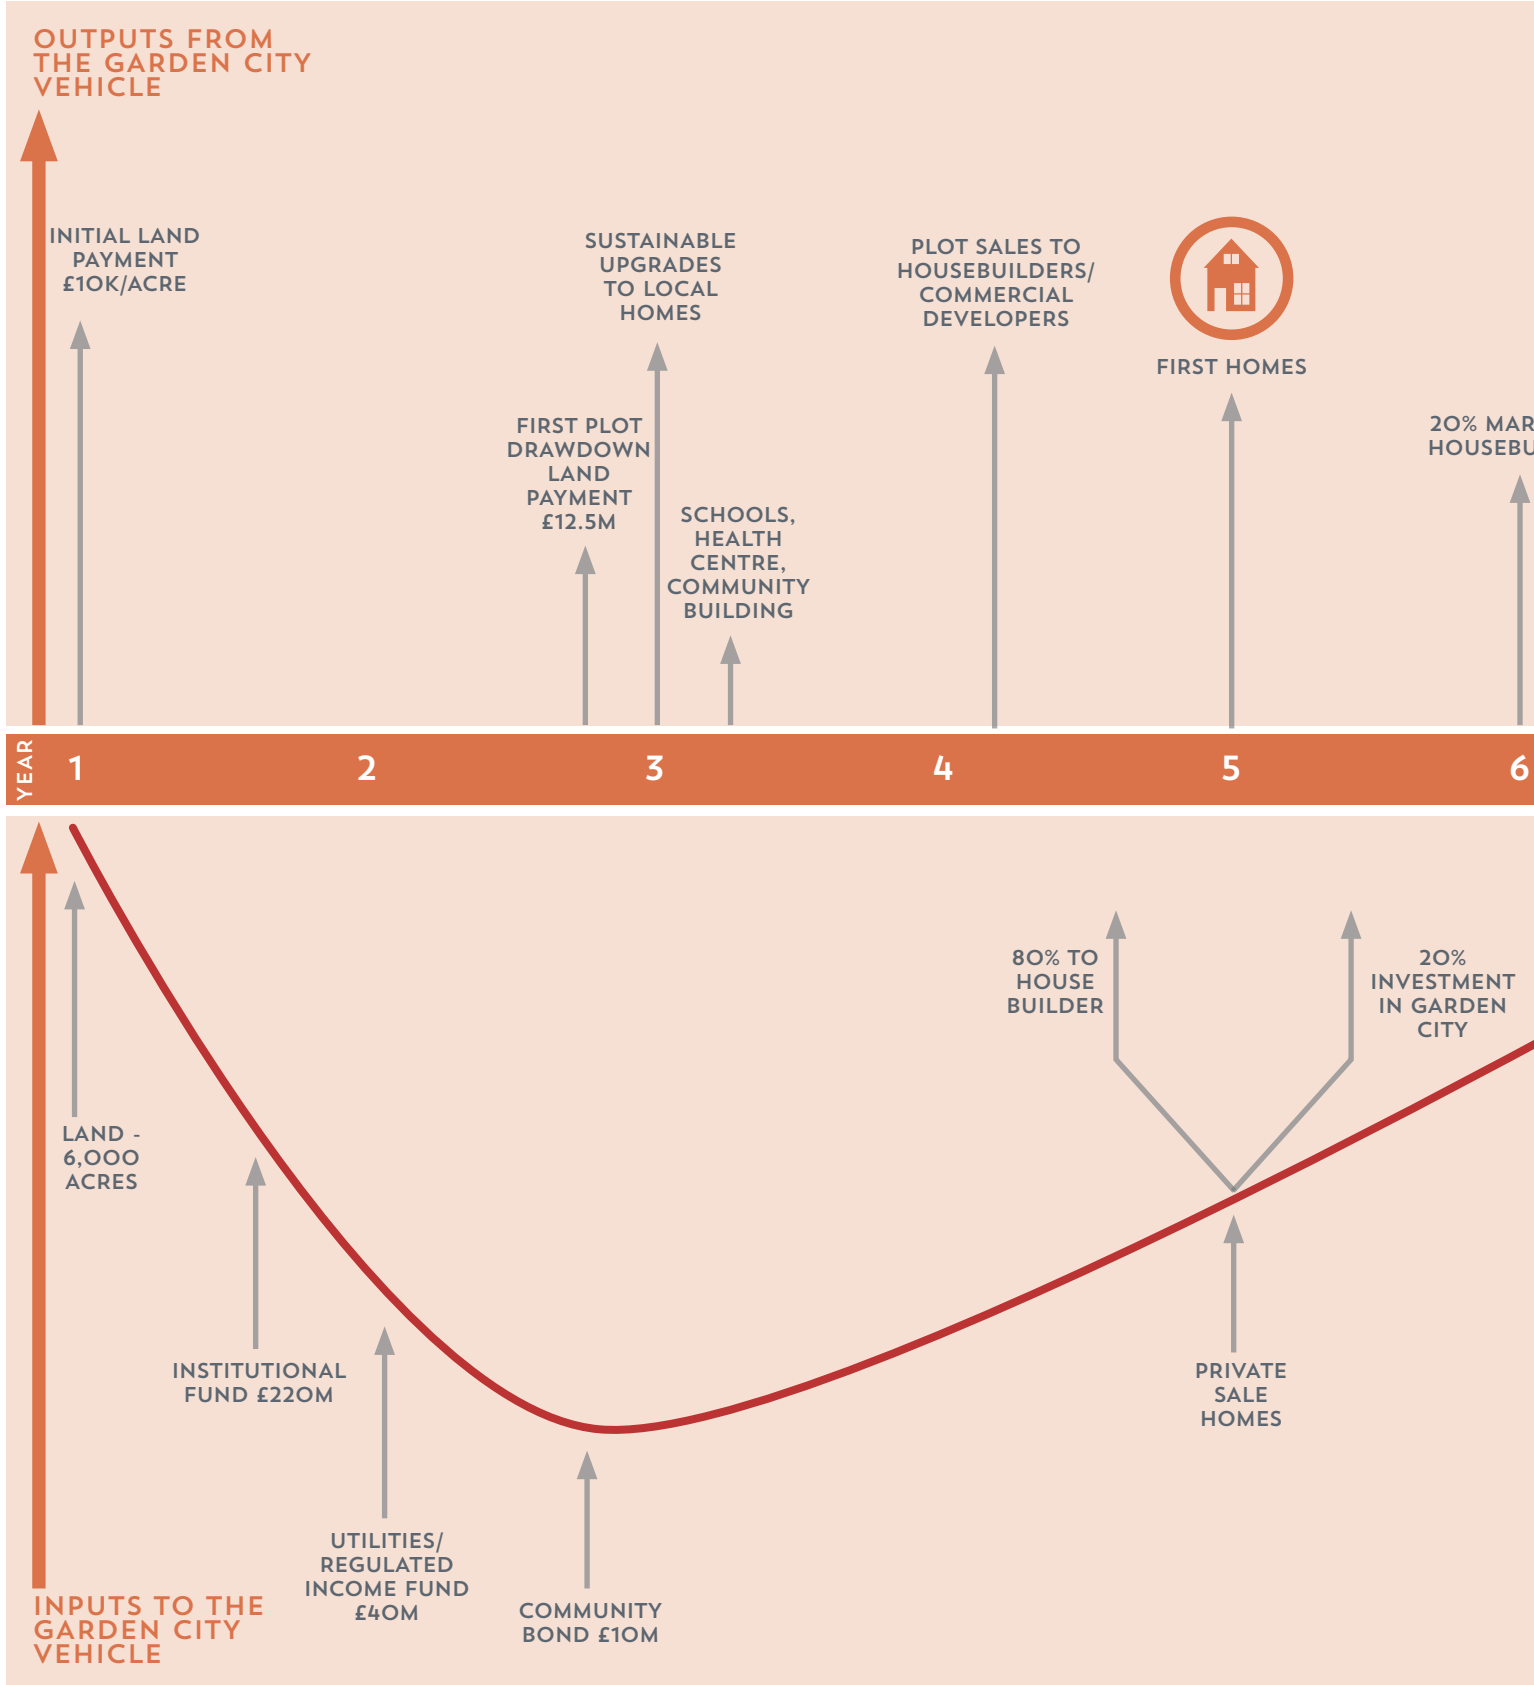 OUTPUTS FROM
THE GARDEN CITY
VEHICLE
INITIAL LAND
PAYMENT
£10K/ACRE
FIRST PLOT
DRAWDOWN
LAND
PAYMENT
£12.5M
SUSTAINABLE
UPGRADES
TO LOCAL
HOMES
SCHOOLS,
HEALTH
CENTRE,
COMMUNITY
BUILDING
PLOT SALES TO
HOUSEBUILDERS/
COMMERCIAL
DEVELOPERS
FIRST HOMES
20% MAR
HOUSEBU
YEAR 1 2 3 4 5 6
LAND -
6,000
ACRES
INSTITUTIONAL
FUND £220M
UTILITIES/
REGULATED
INCOME FUND
£40M
COMMUNITY
BOND £10M
80% TO
HOUSE
BUILDER
20%
INVESTMENT
IN GARDEN
CITY
PRIVATE
SALE
HOMES
INPUTS TO THE
GARDEN CITY
VEHICLE